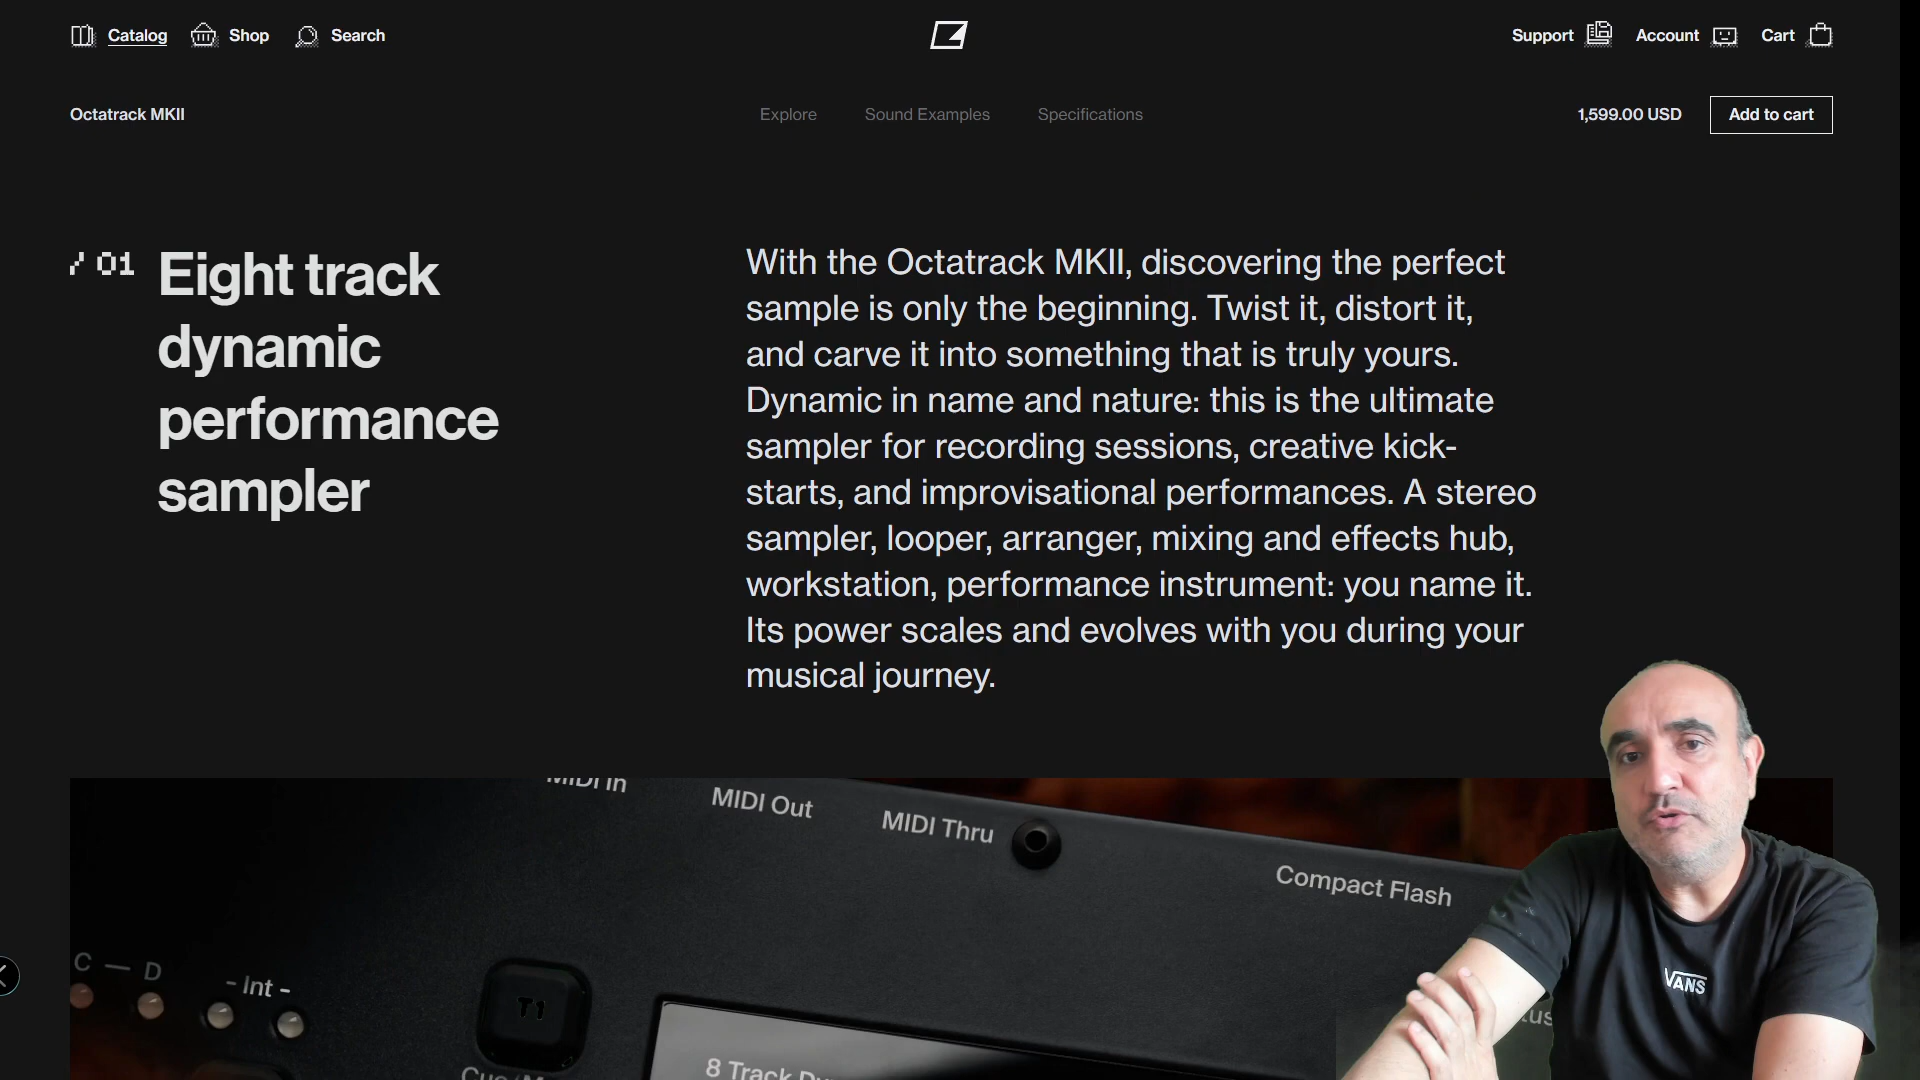 Catalog Shop Search Support Account Cart
Octatrack MKII Explore Sound Examples Specifications 1,599.00 USD Add to cart
/ 01 Eight track
dynamic
performance
sampler
With the Octatrack MKII, discovering the perfect
sample is only the beginning. Twist it, distort it,
and carve it into something that is truly yours.
Dynamic in name and nature: this is the ultimate
sampler for recording sessions, creative kick-
starts, and improvisational performances. A stereo
sampler, looper, arranger, mixing and effects hub,
workstation, performance instrument: you name it.
Its power scales and evolves with you during your
musical journey.
MIDI In
MIDI Out
MIDI Thru
Compact Flash
C — D
- Int -
T1
8 Track
VANS